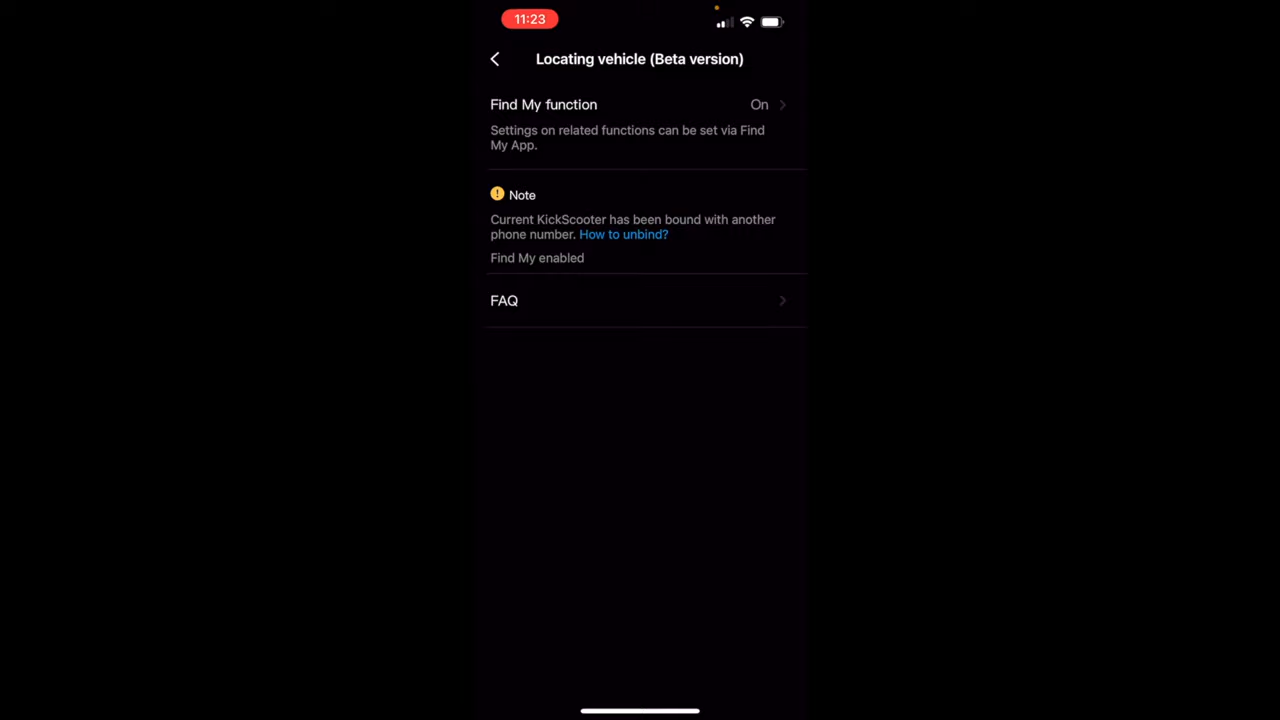 11:23
Locating vehicle (Beta version)
Find My function On
Settings on related functions can be set via Find
My App.
Note
Current KickScooter has been bound with another
phone number. How to unbind?
Find My enabled
FAQ